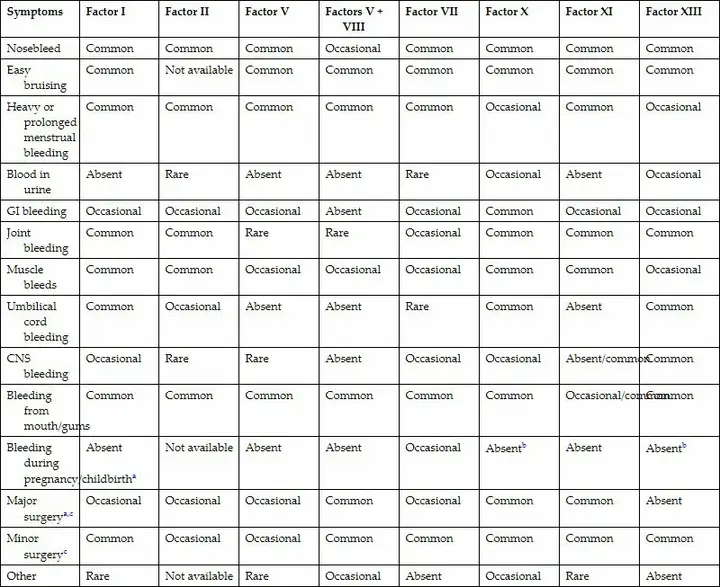 Symptoms Factor I Factor II Factor V Factors V + VIII Factor VII Factor X Factor XI Factor XIII
Nosebleed Common Common Common Occasional Common Common Common Common
Easy bruising Common Not available Common Common Common Common Common Common
Heavy or prolonged menstrual bleeding Common Common Common Common Common Occasional Common Occasional
Blood in urine Absent Rare Absent Absent Rare Occasional Absent Occasional
GI bleeding Occasional Occasional Occasional Absent Occasional Common Occasional Occasional
Joint bleeding Common Common Rare Rare Occasional Common Common Common
Muscle bleeds Common Common Occasional Occasional Occasional Common Common Occasional
Umbilical cord bleeding Common Occasional Absent Absent Rare Common Absent Common
CNS bleeding Occasional Rare Rare Absent Occasional Occasional Absent/common Common
Bleeding from mouth/gums Common Common Common Common Common Common Occasional/common Common
Bleeding during pregnancy/childbirth^a Absent Not available Absent Absent Occasional Absent^b Absent Absent^b
Major surgery^a,c Occasional Occasional Occasional Common Occasional Common Common Absent
Minor surgery^c Common Occasional Occasional Common Common Common Common Common
Other Rare Not available Rare Occasional Absent Occasional Rare Absent